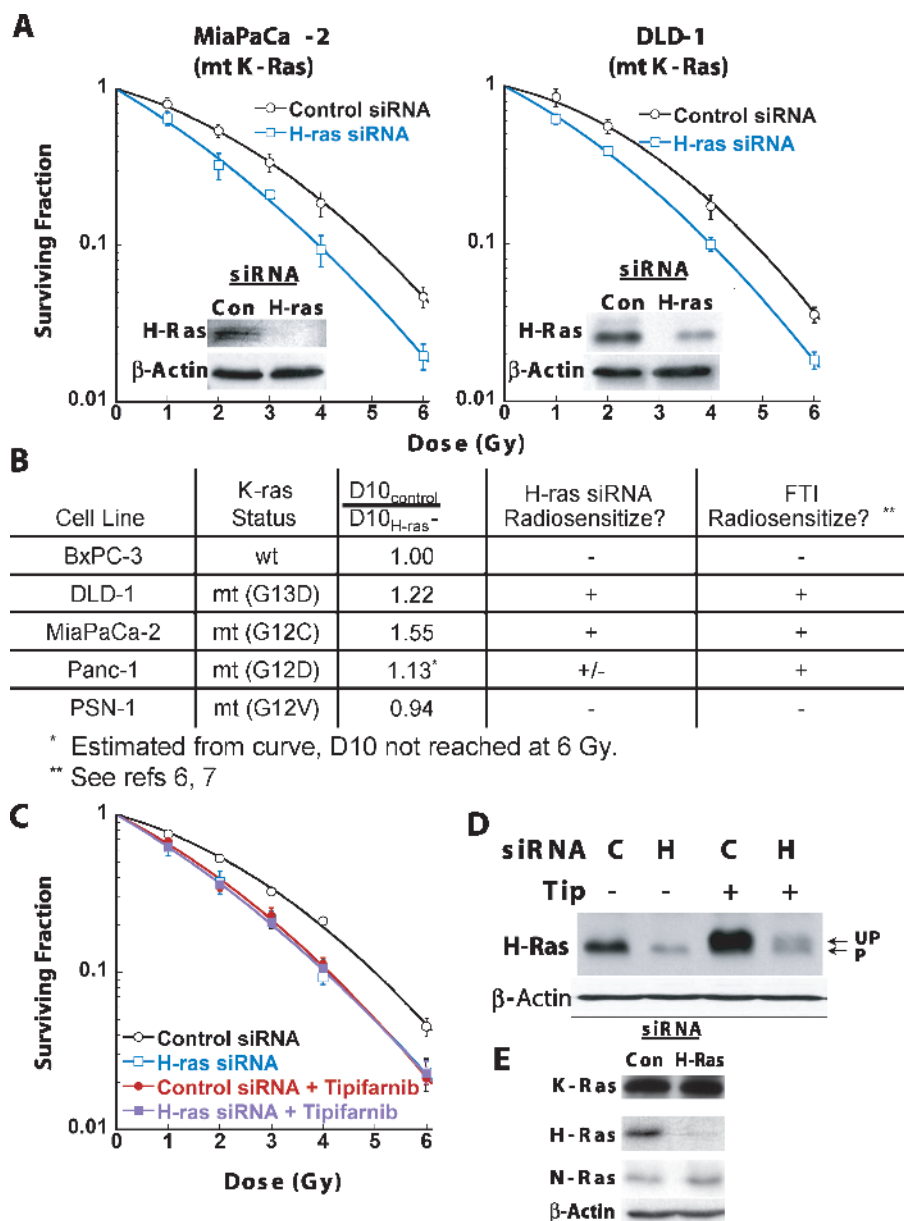 A
MiaPaCa -2
(mt K-Ras)
DLD-1
(mt K-Ras)
Surviving Fraction
1
0.1
0.01
Control siRNA
H-ras siRNA
siRNA
Con H-ras
H-Ras
β-Actin
0 1 2 3 4 5 6
1
0.1
0.01
Control siRNA
H-ras siRNA
siRNA
Con H-ras
H-Ras
β-Actin
0 1 2 3 4 5 6
Dose (Gy)
B
Cell Line
K-ras
Status
D10control
D10H-ras-
H-ras siRNA
Radiosensitize?
FTI
Radiosensitize? **
BxPC-3 wt 1.00 - -
DLD-1 mt (G13D) 1.22 + +
MiaPaCa-2 mt (G12C) 1.55 + +
Panc-1 mt (G12D) 1.13* +/- +
PSN-1 mt (G12V) 0.94 - -
* Estimated from curve, D10 not reached at 6 Gy.
** See refs 6, 7
C
Surviving Fraction
1
0.1
0.01
Control siRNA
H-ras siRNA
Control siRNA + Tipifarnib
H-ras siRNA + Tipifarnib
0 1 2 3 4 5 6
Dose (Gy)
D
siRNA C H C H
Tip - - + +
H-Ras
UP
P
β-Actin
E
siRNA
Con H-Ras
K-Ras
H-Ras
N-Ras
β-Actin